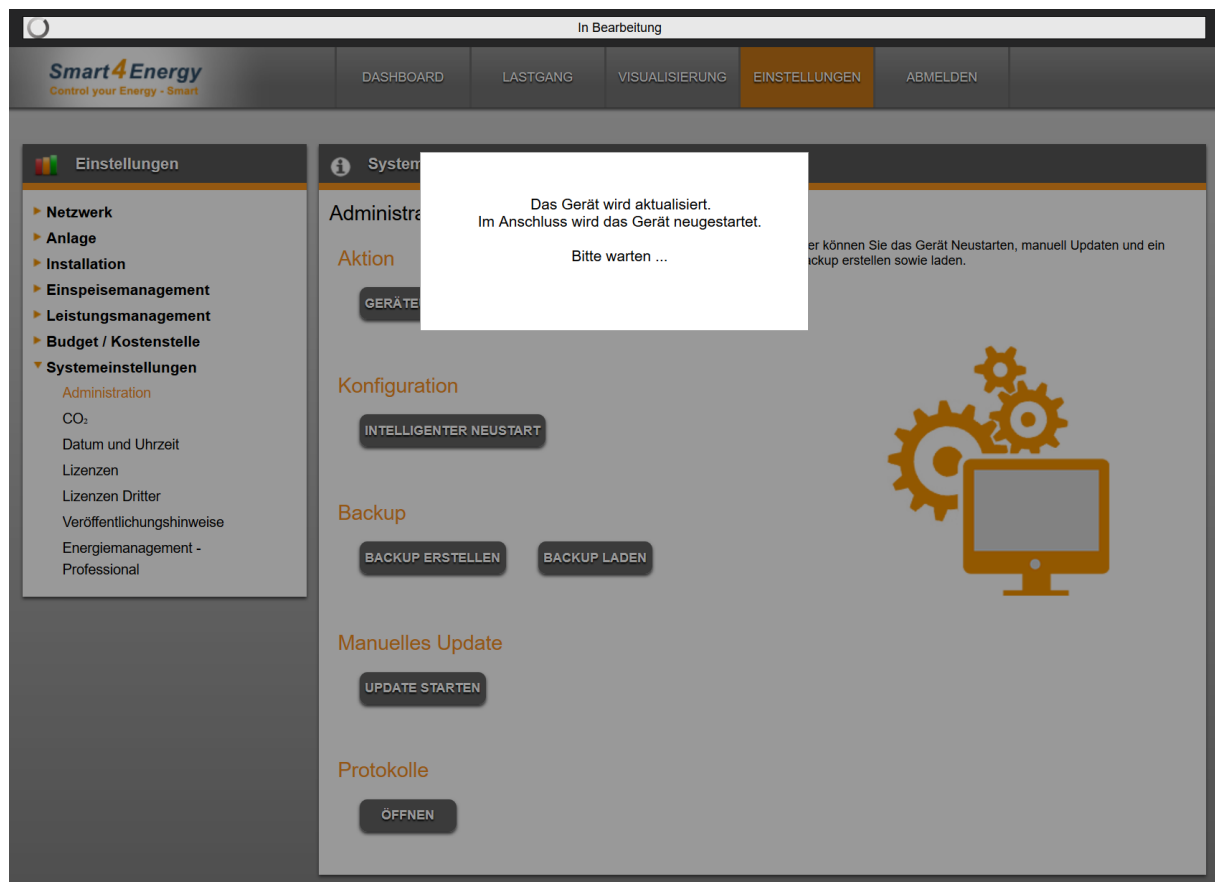 In Bearbeitung
Smart4Energy
Control your Energy - Smart
DASHBOARD
LASTGANG
VISUALISIERUNG
EINSTELLUNGEN
ABMELDEN
Einstellungen
Netzwerk
Anlage
Installation
Einspeisemanagement
Leistungsmanagement
Budget / Kostenstelle
Systemeinstellungen
Administration
CO₂
Datum und Uhrzeit
Lizenzen
Lizenzen Dritter
Veröffentlichungshinweise
Energiemanagement -
Professional
System
Das Gerät wird aktualisiert.
Im Anschluss wird das Gerät neugestartet.
Bitte warten ...
Administra
er können Sie das Gerät Neustarten, manuell Updaten und ein
ackup erstellen sowie laden.
Aktion
GERÄTE
Konfiguration
INTELLIGENTER NEUSTART
Backup
BACKUP ERSTELLEN
BACKUP LADEN
Manuelles Update
UPDATE STARTEN
Protokolle
ÖFFNEN